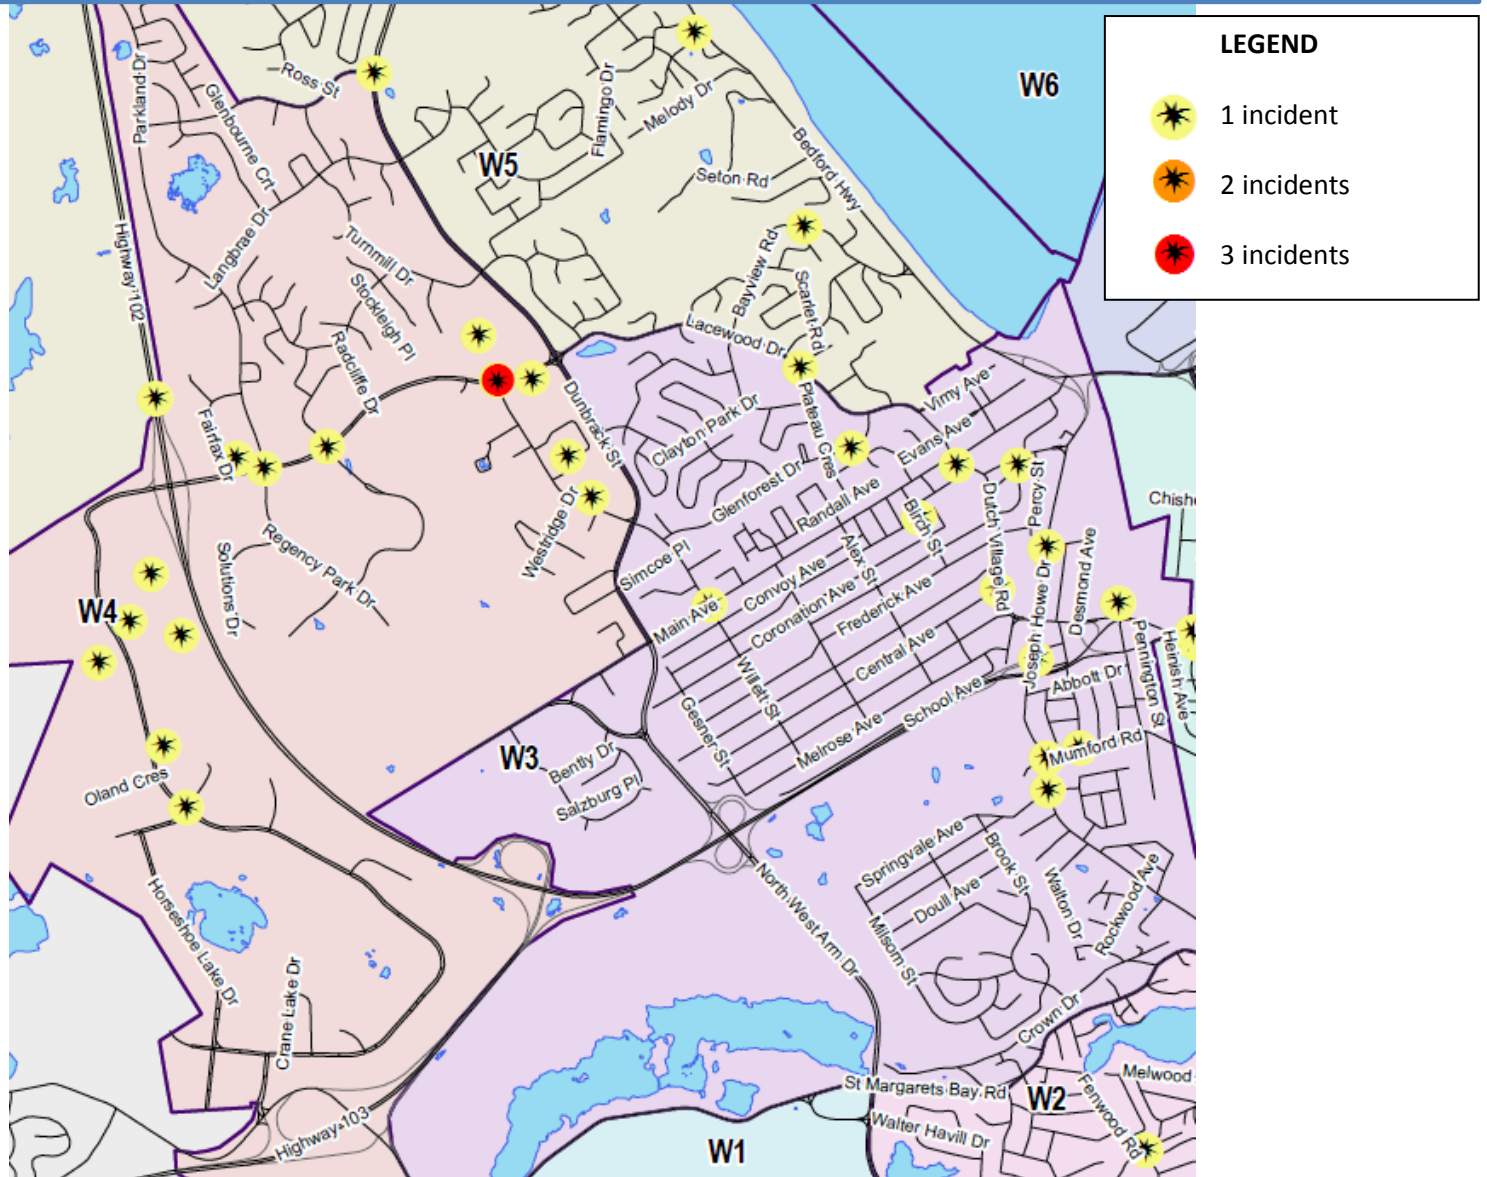 LEGEND
1 incident
2 incidents
3 incidents
W6
Parkland Dr
Ross St
Glenbourne Crt
Flamingo Dr
Melody Dr
Bedford Hwy
W5
Seton Rd
Highway 102
Langbrae Dr
Turnmill Dr
Stockleigh Pl
Bayview Rd
Scarlet Rd
Lacewood Dr
Radcliffe Dr
Dunbrack St
Fairfax Dr
Clayton Park Dr
Plateau Cres
Vimy Ave
Evans Ave
Glenforest Dr
Randall Ave
Birch St
Dutch Village Rd
Percy St
Chish
Westridge Dr
Regency Park Dr
Solutions Dr
Simcoe Pl
Alex St
Convoy Ave
Coronation Ave
Frederick Ave
Joseph Howe Dr
Desmond Ave
W4
Main Ave
Central Ave
Pennington St
Heinish Ave
Willett St
Abbott Dr
School Ave
Gesner St
Melrose Ave
Mumford Rd
W3
Bently Dr
Salzburg Pl
Oland Cres
Springvale Ave
Brook St
Doull Ave
Walton Dr
Rockwood Ave
Horseshoe Lake Dr
North West Arm Dr
Milsom St
Crane Lake Dr
Crown Dr
St Margarets Bay Rd
W2
Melwood
Fenwood Rd
Highway 103
Walter Havill Dr
W1